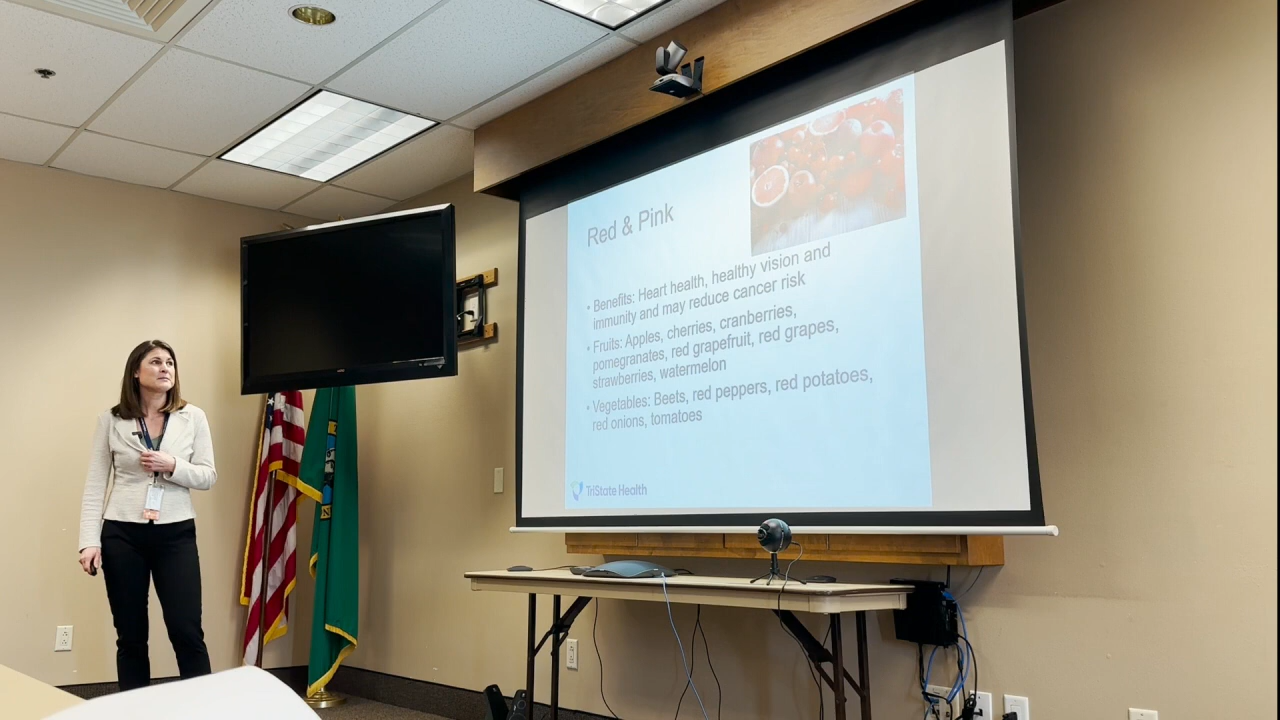 Red & Pink
• Benefits: Heart health, healthy vision and
immunity and may reduce cancer risk
• Fruits: Apples, cherries, cranberries,
pomegranates, red grapefruit, red grapes,
strawberries, watermelon
• Vegetables: Beets, red peppers, red potatoes,
red onions, tomatoes
TriState Health